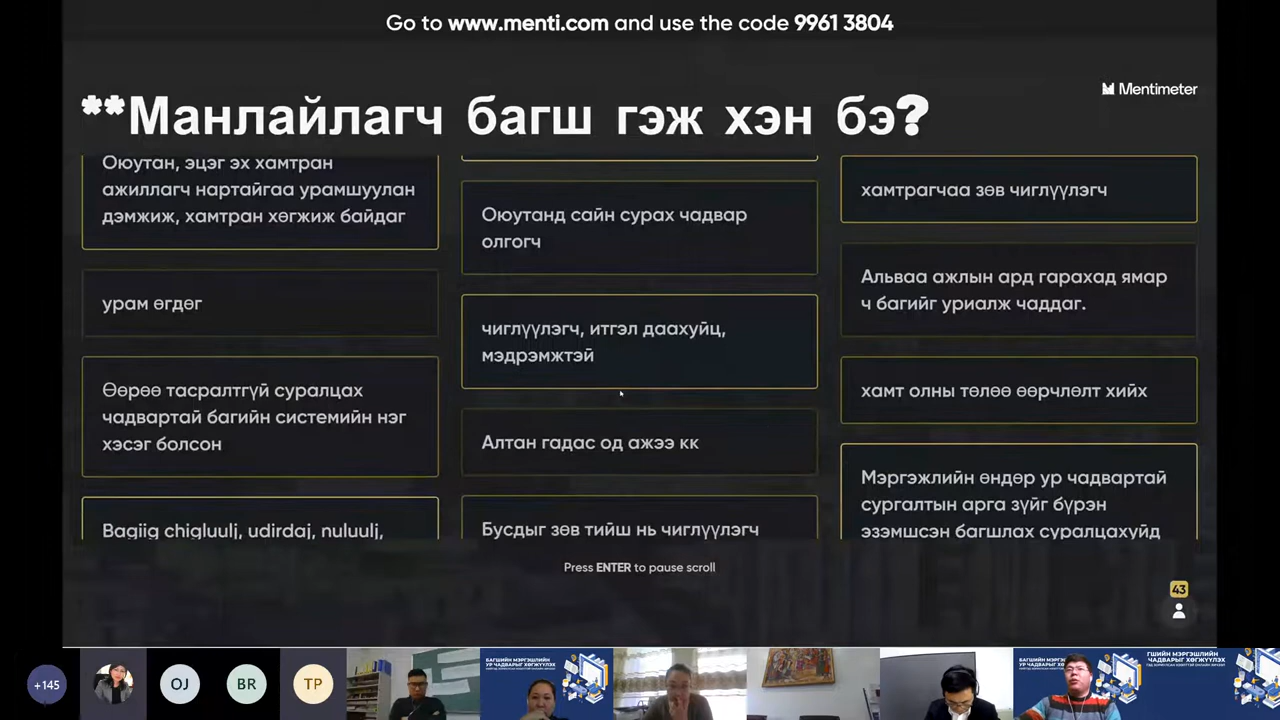 Go to www.menti.com and use the code 9961 3804
Mentimeter
**Манлайлагч багш гэж хэн бэ?
Оюутан, эцэг эх хамтран
ажиллагч нартайгаа урамшуулан
дэмжиж, хамтран хөгжиж байдаг
урам өгдөг
Өөрөө тасралтгүй суралцах
чадвартай багийн системийн нэг
хэсэг болсон
Bagiig chigluulj, udirdaj, nuluulj,
Оюутанд сайн сурах чадвар
олгогч
чиглүүлэгч, итгэл даахуйц,
мэдрэмжтэй
Алтан гадас од ажээ кк
Бусдыг зөв тийш нь чиглүүлэгч
хамтрагчаа зөв чиглүүлэгч
Альваа ажлын ард гарахад ямар
ч багийг уриалж чаддаг.
хамт олны төлөө өөрчлөлт хийх
Мэргэжлийн өндөр ур чадвартай
сургалтын арга зүйг бүрэн
эзэмшсэн багшлах суралцахуйд
Press ENTER to pause scroll
43
+145
OJ
BR
TP
БАГШИЙН МЭРГЭШЛИЙН
УР ЧАДВАРЫГ ХӨГЖҮҮЛЭХ